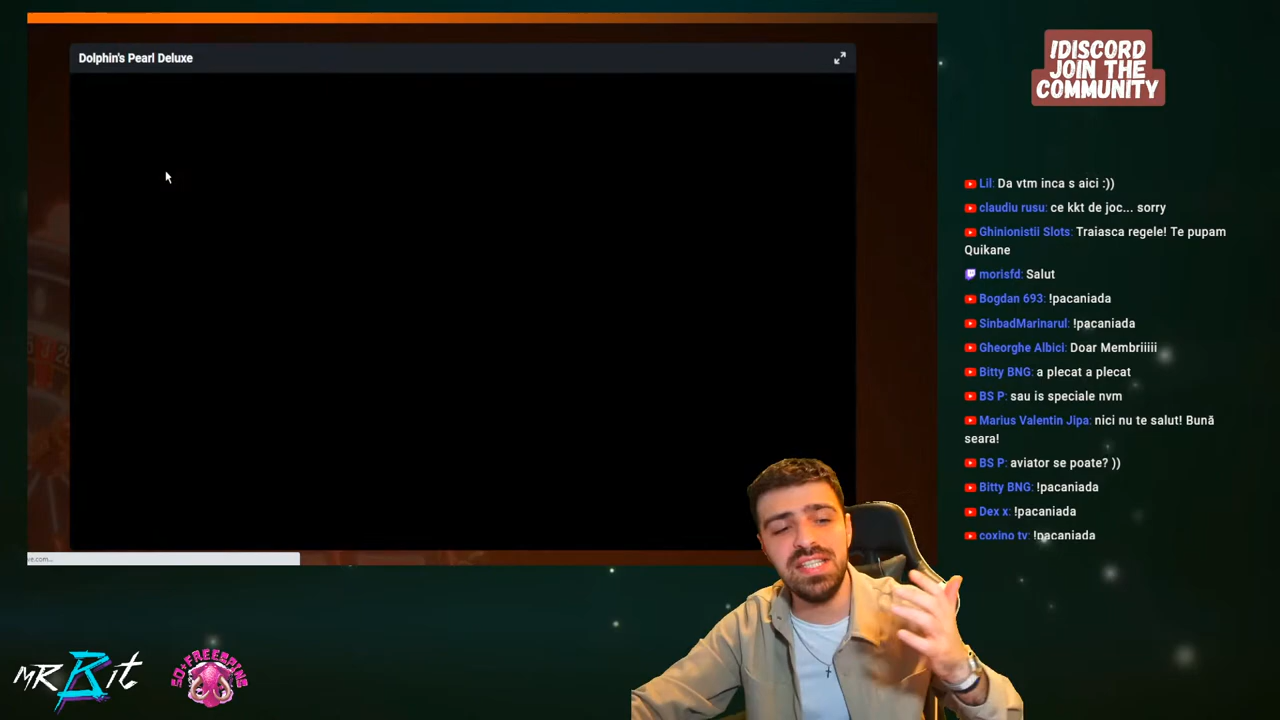 Dolphin's Pearl Deluxe
!DISCORD
JOIN THE
COMMUNITY
Lil: Da vtm inca s aici :))
claudiu rusu: ce kkt de joc... sorry
Ghinionistii Slots: Traiasca regele! Te pupam
Quikane
morisfd: Salut
Bogdan 693: !pacaniada
SinbadMarinarul: !pacaniada
Gheorghe Albici: Doar Membriiiii
Bitty BNG: a plecat a plecat
BS P: sau is speciale nvm
Marius Valentin Jipa: nici nu te salut! Bună
seara!
BS P: aviator se poate? ))
Bitty BNG: !pacaniada
Dex x: !pacaniada
coxino tv: !pacaniada
ve.com...
MR Bit
50+FREESPINS